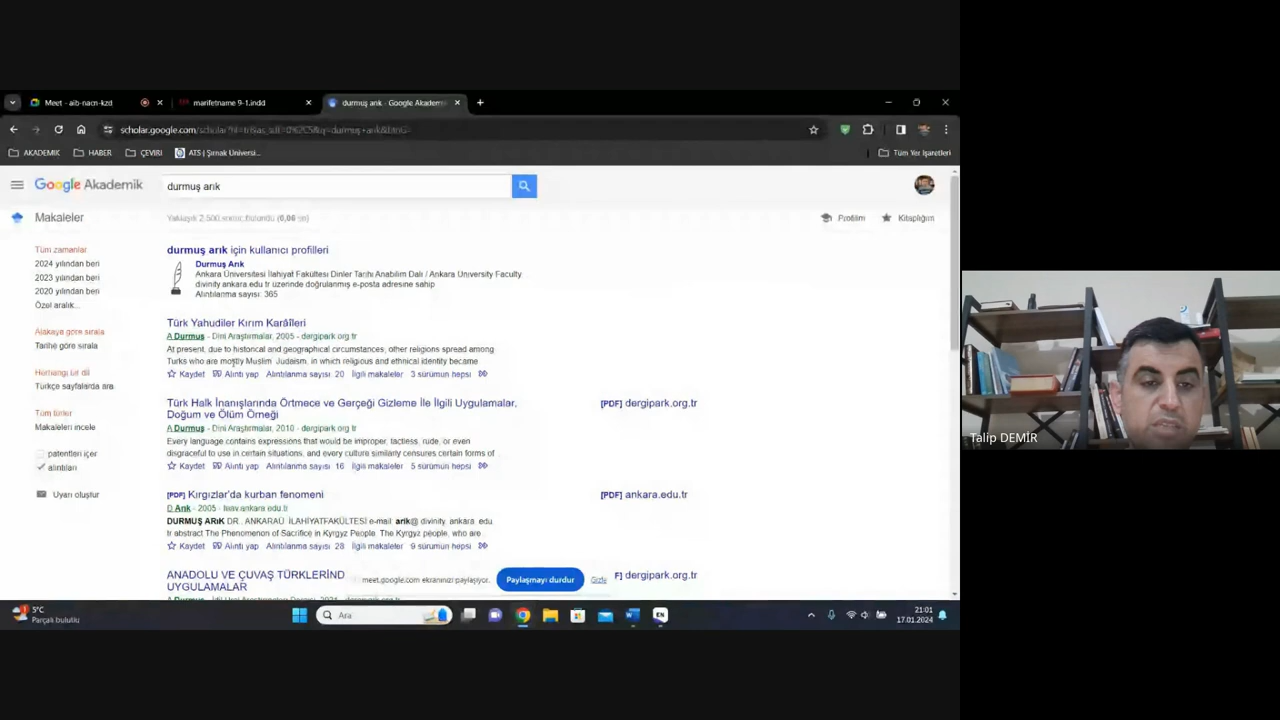 Meet - aib-nacn-kzd
marifetname 9-1.indd
durmuş arık - Google Akademi
scholar.google.com
AKADEMİK
HABER
ÇEVİRİ
ATS | Şırnak Üniversi...
Tüm Yer İşaretleri
Google Akademik
durmuş arık
Makaleler
Yaklaşık 2.500 sonuç bulundu (0,06 sn)
Profilim
Kitaplığım
Tüm zamanlar
2024 yılından beri
2023 yılından beri
2020 yılından beri
Özel aralık...
Alakaya göre sırala
Tarihe göre sırala
Herhangi bir dil
Türkçe sayfalarda ara
Tüm türler
Makaleleri incele
patentleri içer
alıntıları
Uyarı oluştur
durmuş arık için kullanıcı profilleri
Durmuş Arık
Ankara Üniversitesi İlahiyat Fakültesi Dinler Tarihi Anabilim Dalı / Ankara University Faculty
divinity.ankara.edu.tr üzerinde doğrulanmış e-posta adresine sahip
Alıntılanma sayısı: 365
Türk Yahudiler Kırım Karâîleri
A Durmuş - Dini Araştırmalar, 2005 - dergipark.org.tr
At present, due to historical and geographical circumstances, other religions spread among
Turks who are mostly Muslim. Judaism, in which religious and ethnical identity became
Kaydet Alıntı yap Alıntılanma sayısı: 20 İlgili makaleler 3 sürümün hepsi
Türk Halk İnanışlarında Örtmece ve Gerçeği Gizleme İle İlgili Uygulamalar,
Doğum ve Ölüm Örneği
[PDF] dergipark.org.tr
A Durmuş - Dini Araştırmalar, 2010 - dergipark.org.tr
Every language contains expressions that would be improper, tactless, rude, or even
disgraceful to use in certain situations, and every culture similarly censures certain forms of
Kaydet Alıntı yap Alıntılanma sayısı: 16 İlgili makaleler 5 sürümün hepsi
[PDF] Kırgızlar'da kurban fenomeni
[PDF] ankara.edu.tr
D Arık - 2005 - ankara.edu.tr
DURMUŞ ARıK DR., ANKARAÜ. İLAHİYATFAKÜLTESİ e-mail: arik@ divinity. ankara. edu.
tr abstract The Phenomenon of Sacrifice in Kyrgyz People. The Kyrgyz people, who are
Kaydet Alıntı yap Alıntılanma sayısı: 28 İlgili makaleler 9 sürümün hepsi
ANADOLU VE ÇUVAŞ TÜRKLERİND
UYGULAMALAR
F] dergipark.org.tr
meet.google.com ekranınızı paylaşıyor.
Paylaşmayı durdur
Gizle
Talip DEMİR
5°C
Parçalı bulutlu
Ara
EN
21:01
17.01.2024